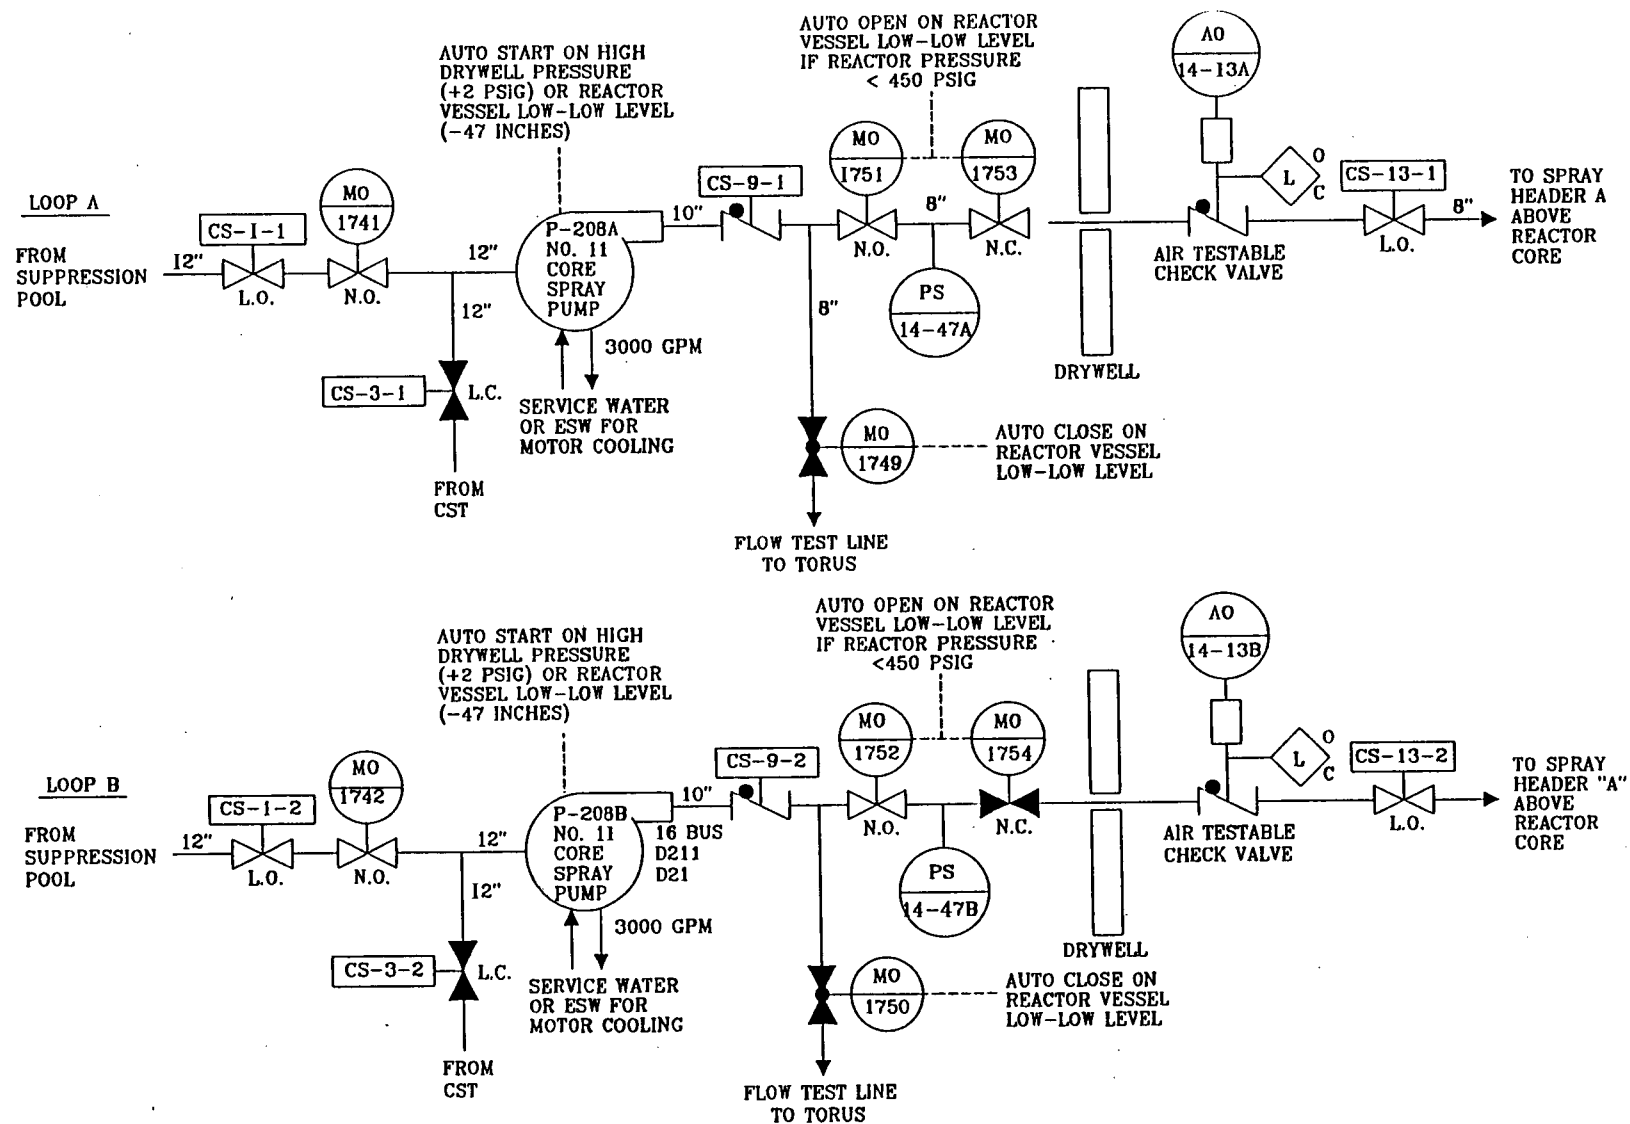 AUTO START ON HIGH
DRYWELL PRESSURE
(+2 PSIG) OR REACTOR
VESSEL LOW-LOW LEVEL
(-47 INCHES)
AUTO OPEN ON REACTOR
VESSEL LOW-LOW LEVEL
IF REACTOR PRESSURE
< 450 PSIG
AO
14-13A
LOOP A
FROM
SUPPRESSION
POOL
12"
CS-1-1
L.O.
MO
1741
N.O.
12"
12"
CS-3-1
L.C.
FROM
CST
P-208A
NO. 11
CORE
SPRAY
PUMP
3000 GPM
SERVICE WATER
OR ESW FOR
MOTOR COOLING
10"
CS-9-1
8"
MO
1751
N.O.
8"
MO
1753
N.C.
PS
14-47A
MO
1749
AUTO CLOSE ON
REACTOR VESSEL
LOW-LOW LEVEL
FLOW TEST LINE
TO TORUS
DRYWELL
L
O
C
AIR TESTABLE
CHECK VALVE
CS-13-1
L.O.
8"
TO SPRAY
HEADER A
ABOVE
REACTOR
CORE
AUTO START ON HIGH
DRYWELL PRESSURE
(+2 PSIG) OR REACTOR
VESSEL LOW-LOW LEVEL
(-47 INCHES)
AUTO OPEN ON REACTOR
VESSEL LOW-LOW LEVEL
IF REACTOR PRESSURE
<450 PSIG
AO
14-13B
LOOP B
FROM
SUPPRESSION
POOL
12"
CS-1-2
L.O.
MO
1742
N.O.
12"
12"
CS-3-2
L.C.
FROM
CST
P-208B
NO. 11
CORE
SPRAY
PUMP
10"
16 BUS
D211
D21
3000 GPM
SERVICE WATER
OR ESW FOR
MOTOR COOLING
CS-9-2
MO
1752
N.O.
MO
1754
N.C.
PS
14-47B
MO
1750
AUTO CLOSE ON
REACTOR VESSEL
LOW-LOW LEVEL
FLOW TEST LINE
TO TORUS
DRYWELL
L
O
C
AIR TESTABLE
CHECK VALVE
CS-13-2
L.O.
TO SPRAY
HEADER "A"
ABOVE
REACTOR
CORE